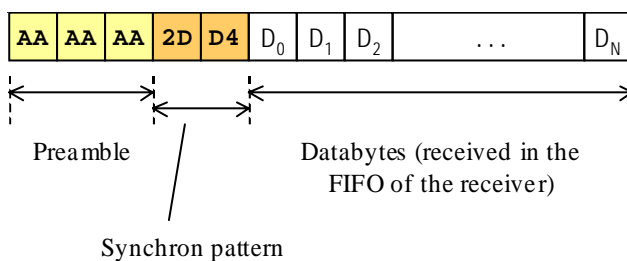 AA AA AA 2D D4 D0 D1 D2 ... DN
Preamble
Databytes (received in the
FIFO of the receiver)
Synchron pattern